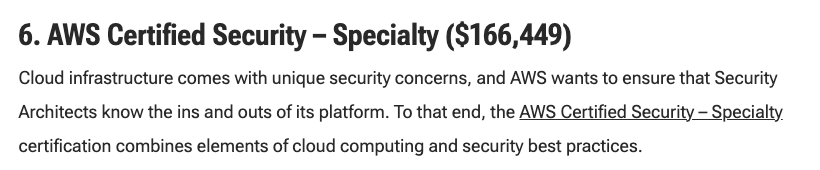 6. AWS Certified Security – Specialty ($166,449)
Cloud infrastructure comes with unique security concerns, and AWS wants to ensure that Security
Architects know the ins and outs of its platform. To that end, the AWS Certified Security – Specialty
certification combines elements of cloud computing and security best practices.